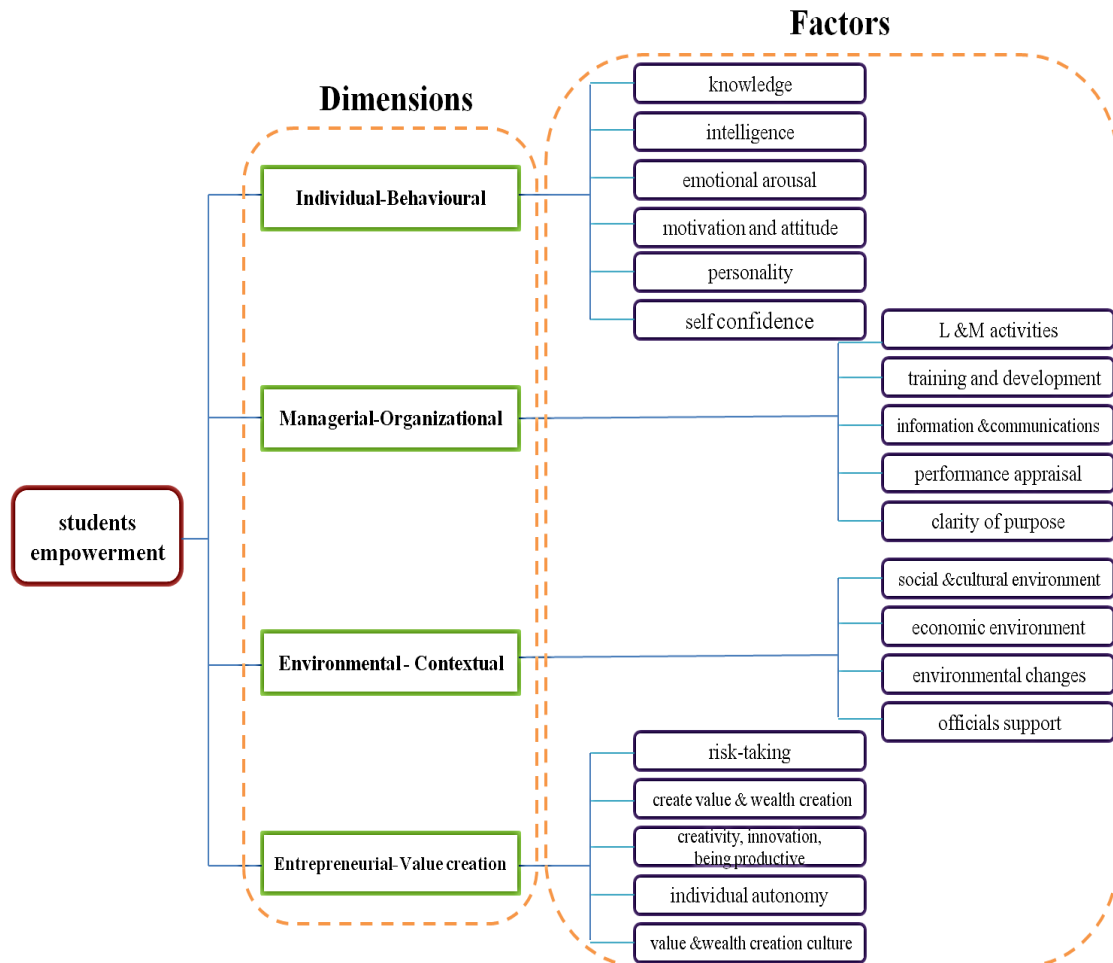 Factors
Dimensions
knowledge
intelligence
emotional arousal
motivation and attitude
personality
self confidence
Individual-Behavioural
L &M activities
training and development
information &communications
performance appraisal
clarity of purpose
Managerial-Organizational
students
empowerment
social &cultural environment
economic environment
environmental changes
officials support
Environmental - Contextual
risk-taking
create value & wealth creation
creativity, innovation,
being productive
individual autonomy
value &wealth creation culture
Entrepreneurial-Value creation